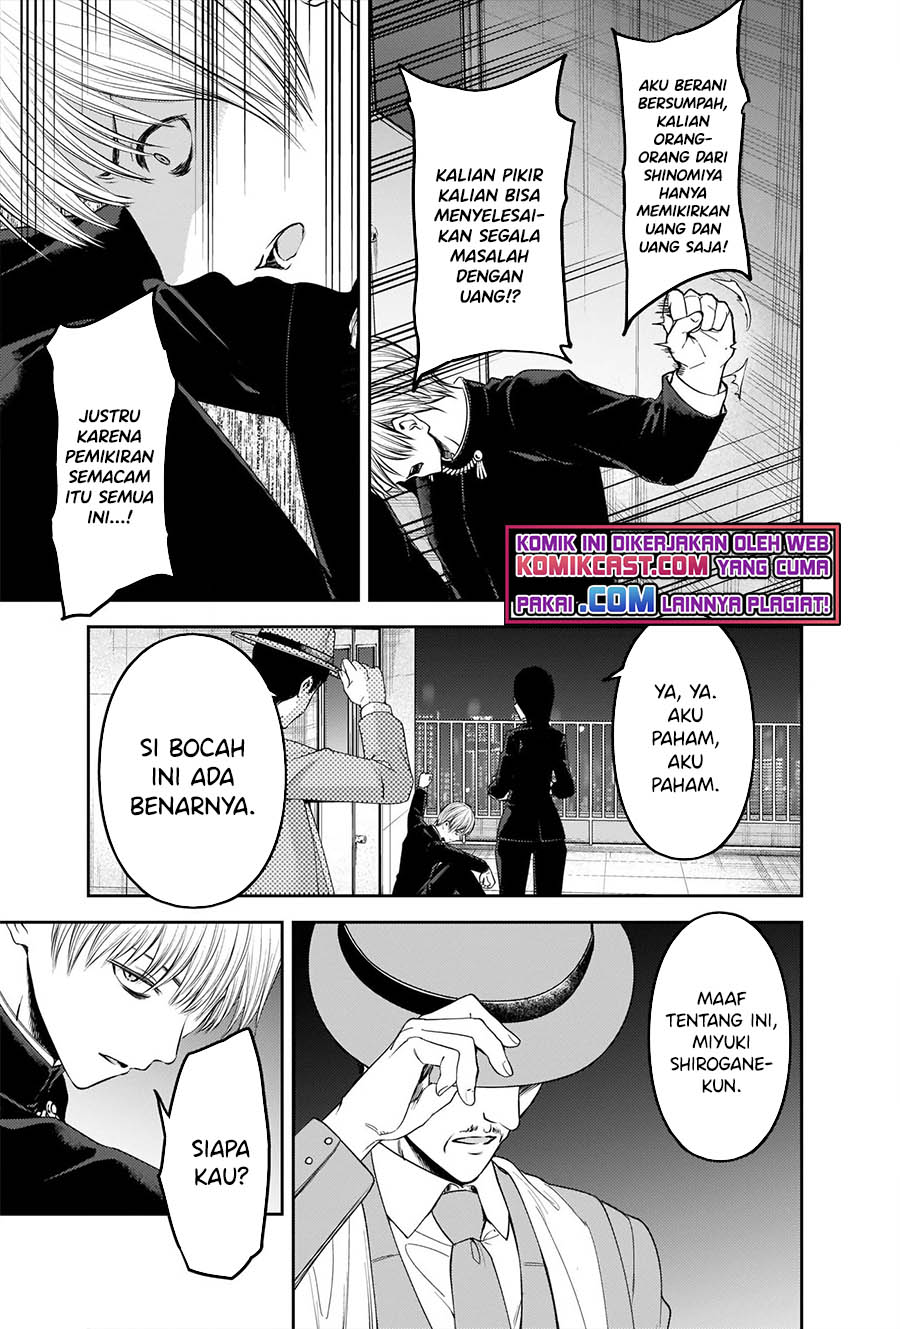 AKU BERANI
BERSUMPAH,
KALIAN
ORANG-
ORANG DARI
SHINOMIYA
HANYA
MEMIKIRKAN
UANG DAN
UANG SAJA!
KALIAN PIKIR
KALIAN BISA
MENYELESAI-
KAN SEGALA
MASALAH
DENGAN
UANG!?
JUSTRU
KARENA
PEMIKIRAN
SEMACAM
ITU SEMUA
INI...!
KOMIK INI DIKERJAKAN OLEH WEB
KOMIKCAST.COM YANG CUMA
PAKAI .COM LAINNYA PLAGIAT!
YA, YA.
AKU
PAHAM,
AKU
PAHAM.
SI BOCAH
INI ADA
BENARNYA.
MAAF
TENTANG INI,
MIYUKI
SHIROGANE-
KUN.
SIAPA
KAU?